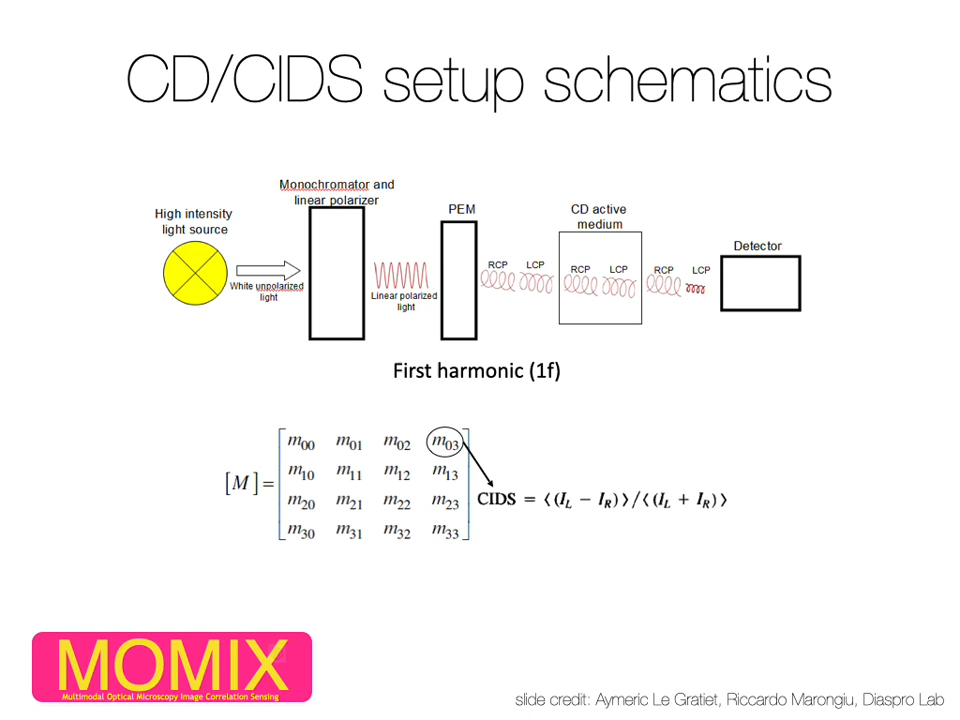 CD/CIDS setup schematics
Monochromator and
linear polarizer
High intensity
light source
PEM
CD active
medium
Detector
White unpolarized
light
Linear polarized
light
RCP LCP
RCP LCP
RCP LCP
First harmonic (1f)
[M] = [ m00 m01 m02 m03
m10 m11 m12 m13
m20 m21 m22 m23
m30 m31 m32 m33 ]
CIDS = ⟨(I_L − I_R)⟩/⟨(I_L + I_R)⟩
MOMIX
Multimodal Optical Microscopy Image Correlation Sensing
slide credit: Aymeric Le Gratiet, Riccardo Marongiu, Diaspro Lab